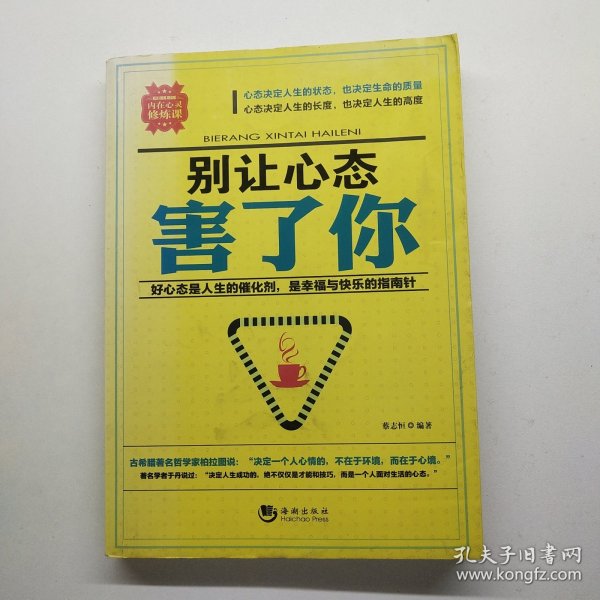 内在心灵
修炼课
心态决定人生的状态，也决定生命的质量
心态决定人生的长度，也决定人生的高度
BIERANG XINTAI HAILENI
别让心态
害了你
好心态是人生的催化剂，是幸福与快乐的指南针
蔡志恒 编著
古希腊著名哲学家柏拉图说：“决定一个人心情的，不在于环境，而在于心境。”
著名学者于丹说过：“决定人生成功的，绝不仅仅是才能和技巧，而是一个人面对生活的心态。”
海潮出版社
Haichao Press
孔夫子旧书网
www.kongfz.com